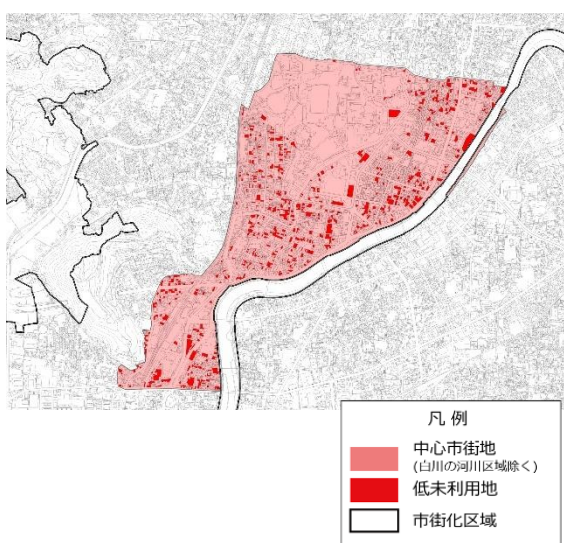 凡 例
中心市街地
(白川の河川区域除く)
低未利用地
市街化区域